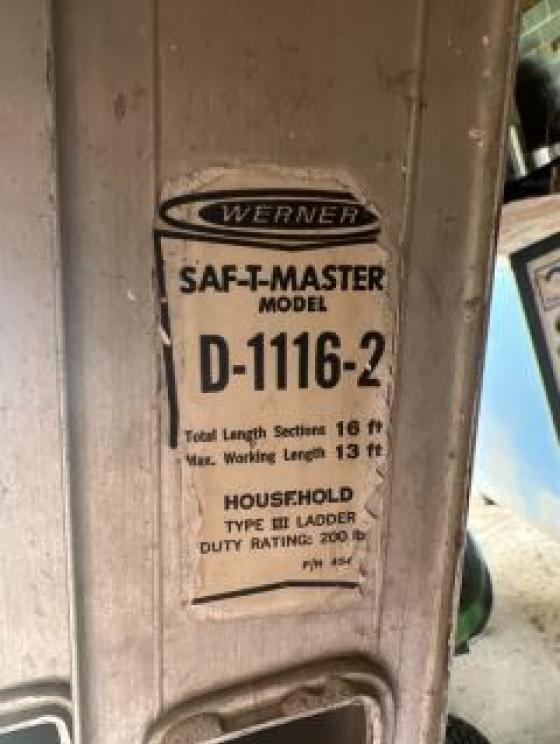 WERNER
SAF-T-MASTER
MODEL
D-1116-2
Total Length Sections 16 ft
Max. Working Length 13 ft
HOUSEHOLD
TYPE III LADDER
DUTY RATING: 200 lb
P/N